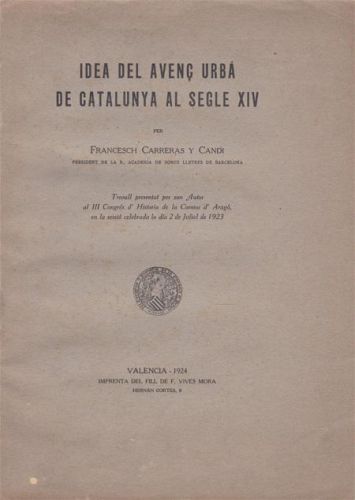 IDEA DEL AVENÇ URBÁ
DE CATALUNYA AL SEGLE XIV
PER
FRANCESCH CARRERAS Y CANDI
PRESIDENT DE LA R. ACADEMIA DE BONES LLETRES DE BARCELONA
Travall presentat per son Autor
al III Congrés d' Historia de la Corona d' Aragó,
en la sessió celebrada lo dia 2 de Juliol de 1923
VALENCIA - 1924
IMPRENTA DEL FILL DE F. VIVES MORA
HERNÁN CORTÉS, 8